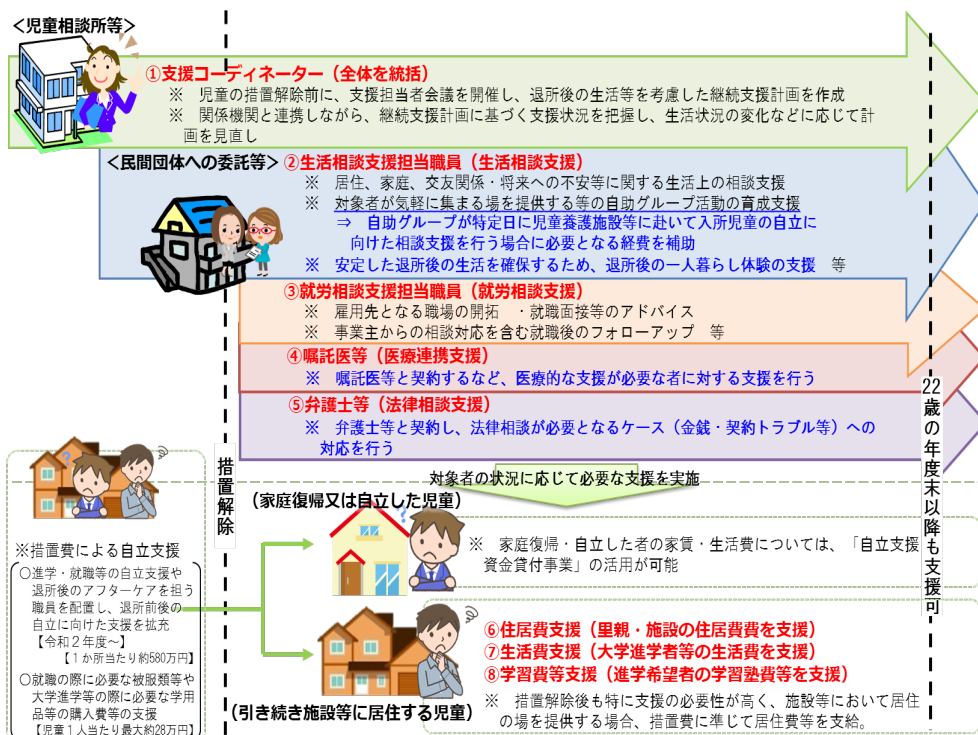 ＜児童相談所等＞
①支援コーディネーター（全体を統括）
※　児童の措置解除前に、支援担当者会議を開催し、退所後の生活等を考慮した継続支援計画を作成
※　関係機関と連携しながら、継続支援計画に基づく支援状況を把握し、生活状況の変化などに応じて計
画を見直し
＜民間団体への委託等＞
②生活相談支援担当職員（生活相談支援）
※　居住、家庭、交友関係・将来への不安等に関する生活上の相談支援
※　対象者が気軽に集まる場を提供する等の自助グループ活動の育成支援
⇒　自助グループが特定日に児童養護施設等に赴いて入所児童の自立に
向けた相談支援を行う場合に必要となる経費を補助
※　安定した退所後の生活を確保するため、退所後の一人暮らし体験の支援　等
③就労相談支援担当職員（就労相談支援）
※　雇用先となる職場の開拓　・就職面接等のアドバイス
※　事業主からの相談対応を含む就職後のフォローアップ　等
④嘱託医等（医療連携支援）
※　嘱託医等と契約するなど、医療的な支援が必要な者に対する支援を行う
⑤弁護士等（法律相談支援）
※　弁護士等と契約し、法律相談が必要となるケース（金銭・契約トラブル等）への
対応を行う
22歳の年度末以降も支援可
措置解除
対象者の状況に応じて必要な支援を実施
※措置費による自立支援
○進学・就職等の自立支援や
退所後のアフターケアを担う
職員を配置し、退所前後の
自立に向けた支援を拡充
【令和２年度～】
【１か所当たり約580万円】
○就職の際に必要な被服類等や
大学進学等の際に必要な学用
品等の購入費等の支援
【児童１人当たり最大約28万円】
（家庭復帰又は自立した児童）
※　家庭復帰・自立した者の家賃・生活費については、「自立支援
資金貸付事業」の活用が可能
（引き続き施設等に居住する児童）
⑥住居費支援（里親・施設の住居費費を支援）
⑦生活費支援（大学進学者等の生活費を支援）
⑧学習費等支援（進学希望者の学習塾費等を支援）
※　措置解除後も特に支援の必要性が高く、施設等において居住
の場を提供する場合、措置費に準じて居住費等を支給。